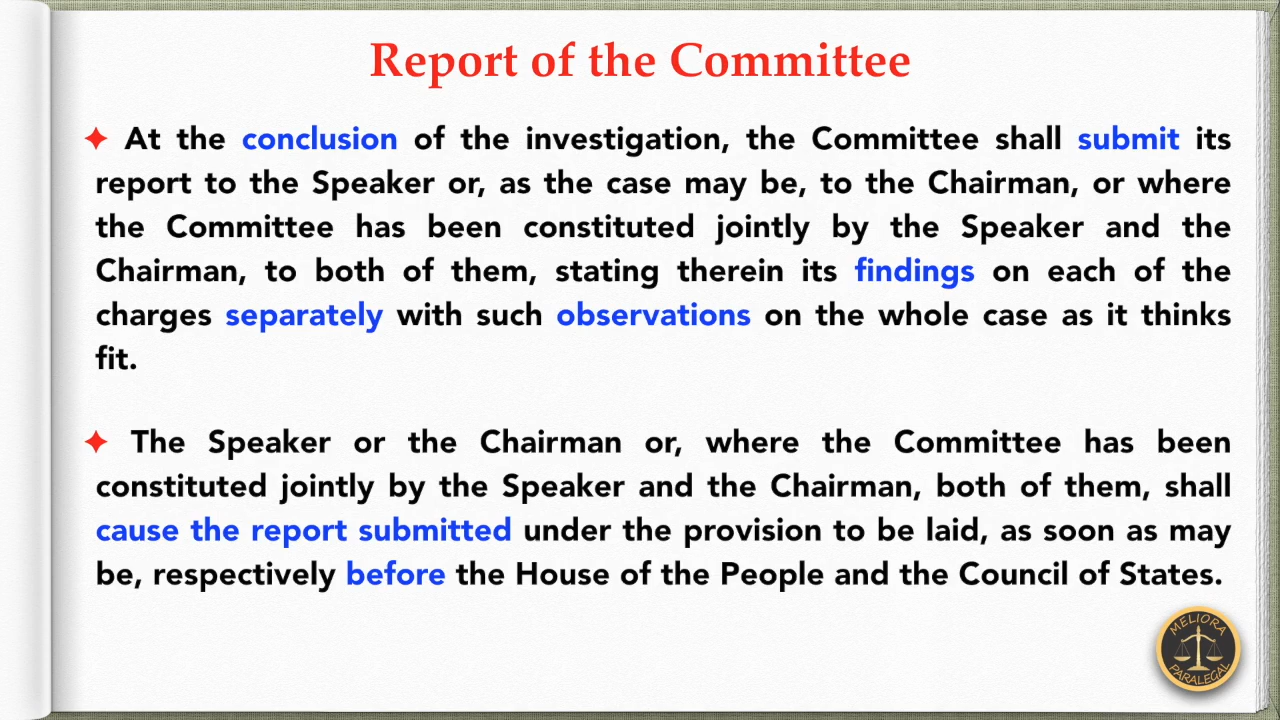 Report of the Committee
✦ At the conclusion of the investigation, the Committee shall submit its
report to the Speaker or, as the case may be, to the Chairman, or where
the Committee has been constituted jointly by the Speaker and the
Chairman, to both of them, stating therein its findings on each of the
charges separately with such observations on the whole case as it thinks
fit.
✦ The Speaker or the Chairman or, where the Committee has been
constituted jointly by the Speaker and the Chairman, both of them, shall
cause the report submitted under the provision to be laid, as soon as may
be, respectively before the House of the People and the Council of States.
MELIORA
PARALEGAL